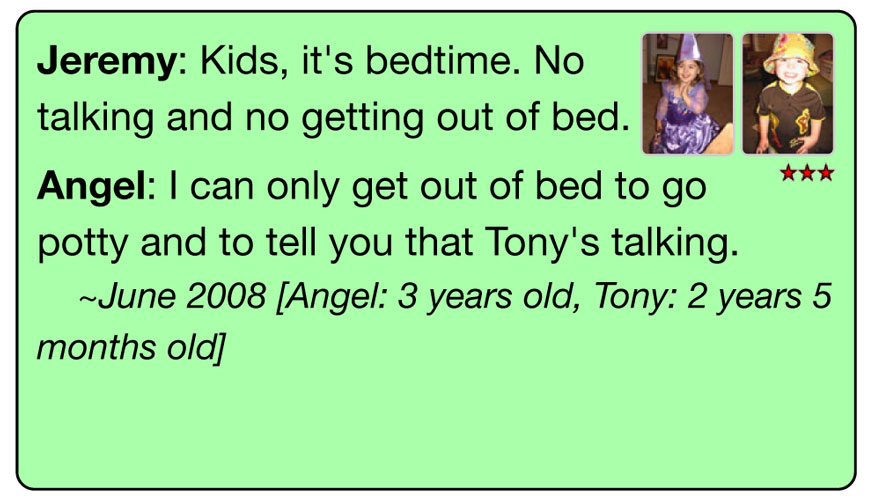 Jeremy: Kids, it's bedtime. No
talking and no getting out of bed.
Angel: I can only get out of bed to go
potty and to tell you that Tony's talking.
~June 2008 [Angel: 3 years old, Tony: 2 years 5
months old]